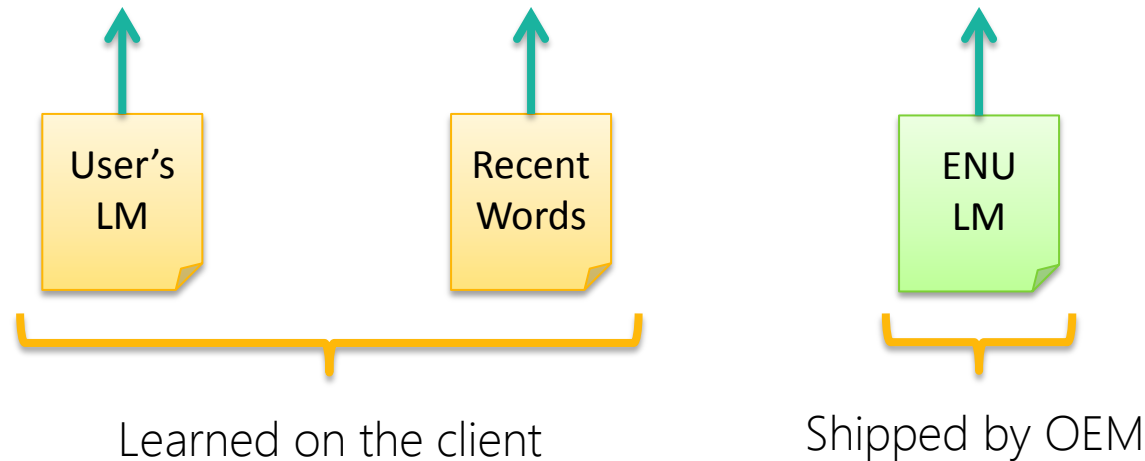 User’s
LM
Recent
Words
ENU
LM
Learned on the client
Shipped by OEM